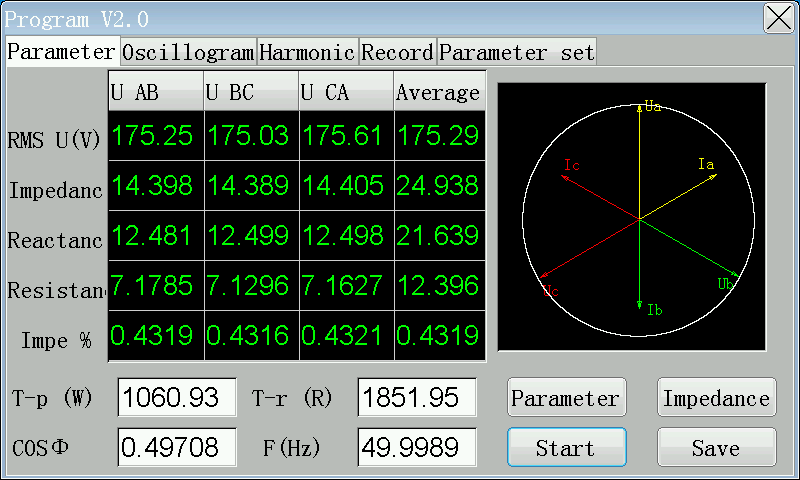 Program V2.0
Parameter Oscillogram Harmonic Record Parameter set
U AB U BC U CA Average
RMS U(V) 175.25 175.03 175.61 175.29
Impedanc 14.398 14.389 14.405 24.938
Reactanc 12.481 12.499 12.498 21.639
Resistan 7.1785 7.1296 7.1627 12.396
Impe % 0.4319 0.4316 0.4321 0.4319
Ua
Ic
Ia
Uc
Ub
Ib
T-p (W) 1060.93 T-r (R) 1851.95 Parameter Impedance
COSΦ 0.49708 F(Hz) 49.9989 Start Save